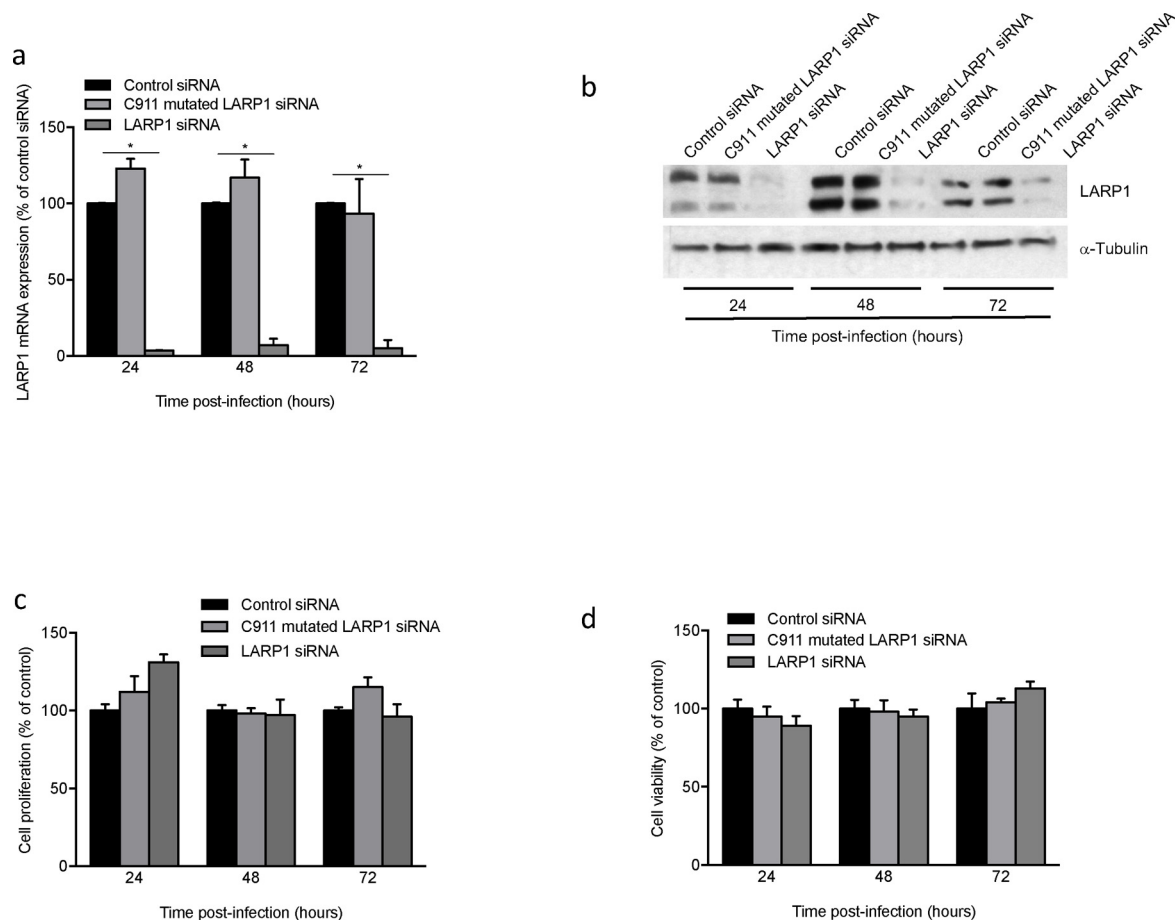 a
Control siRNA
C911 mutated LARP1 siRNA
LARP1 siRNA
LARP1 mRNA expression (% of control siRNA)
150
100
50
0
*
*
*
24
48
72
Time post-infection (hours)
b
Control siRNA
C911 mutated LARP1 siRNA
LARP1 siRNA
Control siRNA
C911 mutated LARP1 siRNA
LARP1 siRNA
Control siRNA
C911 mutated LARP1 siRNA
LARP1 siRNA
LARP1
α-Tubulin
24
48
72
Time post-infection (hours)
c
Control siRNA
C911 mutated LARP1 siRNA
LARP1 siRNA
Cell proliferation (% of control)
150
100
50
0
24
48
72
Time post-infection (hours)
d
Control siRNA
C911 mutated LARP1 siRNA
LARP1 siRNA
Cell viability (% of control)
150
100
50
0
24
48
72
Time post-infection (hours)